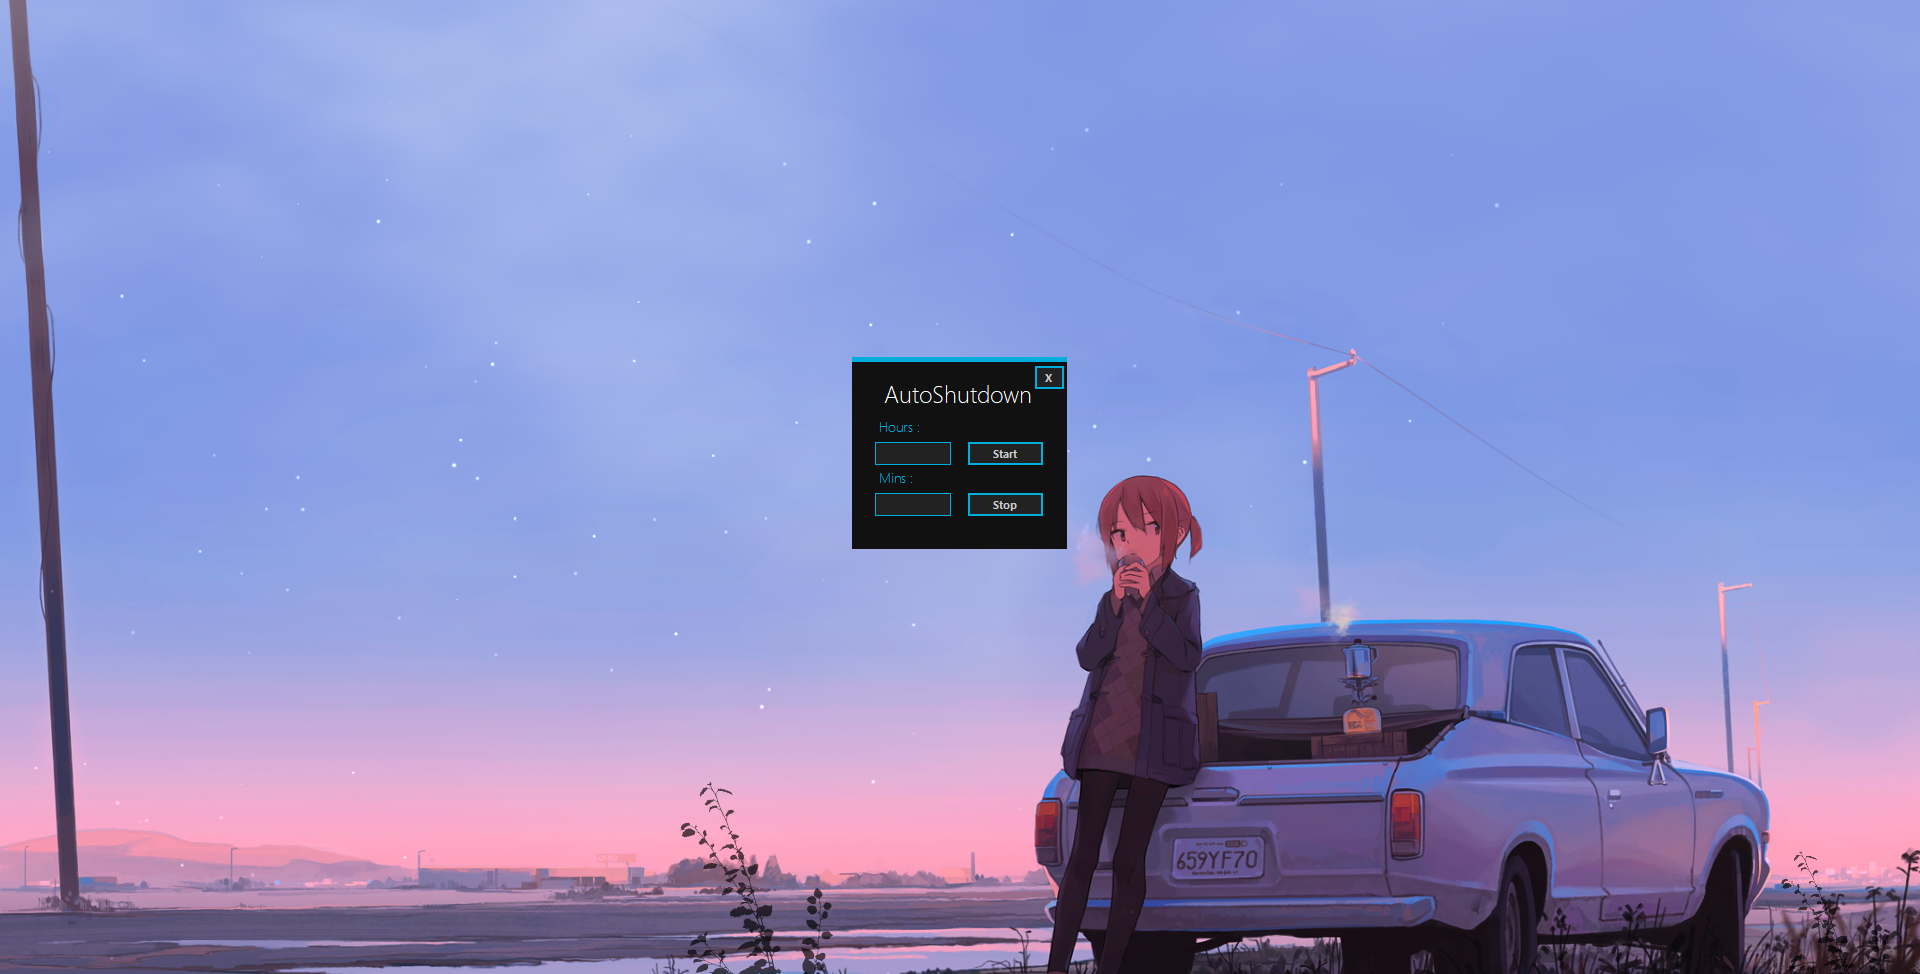 X
AutoShutdown
Hours :
Start
Mins :
Stop
659YF70